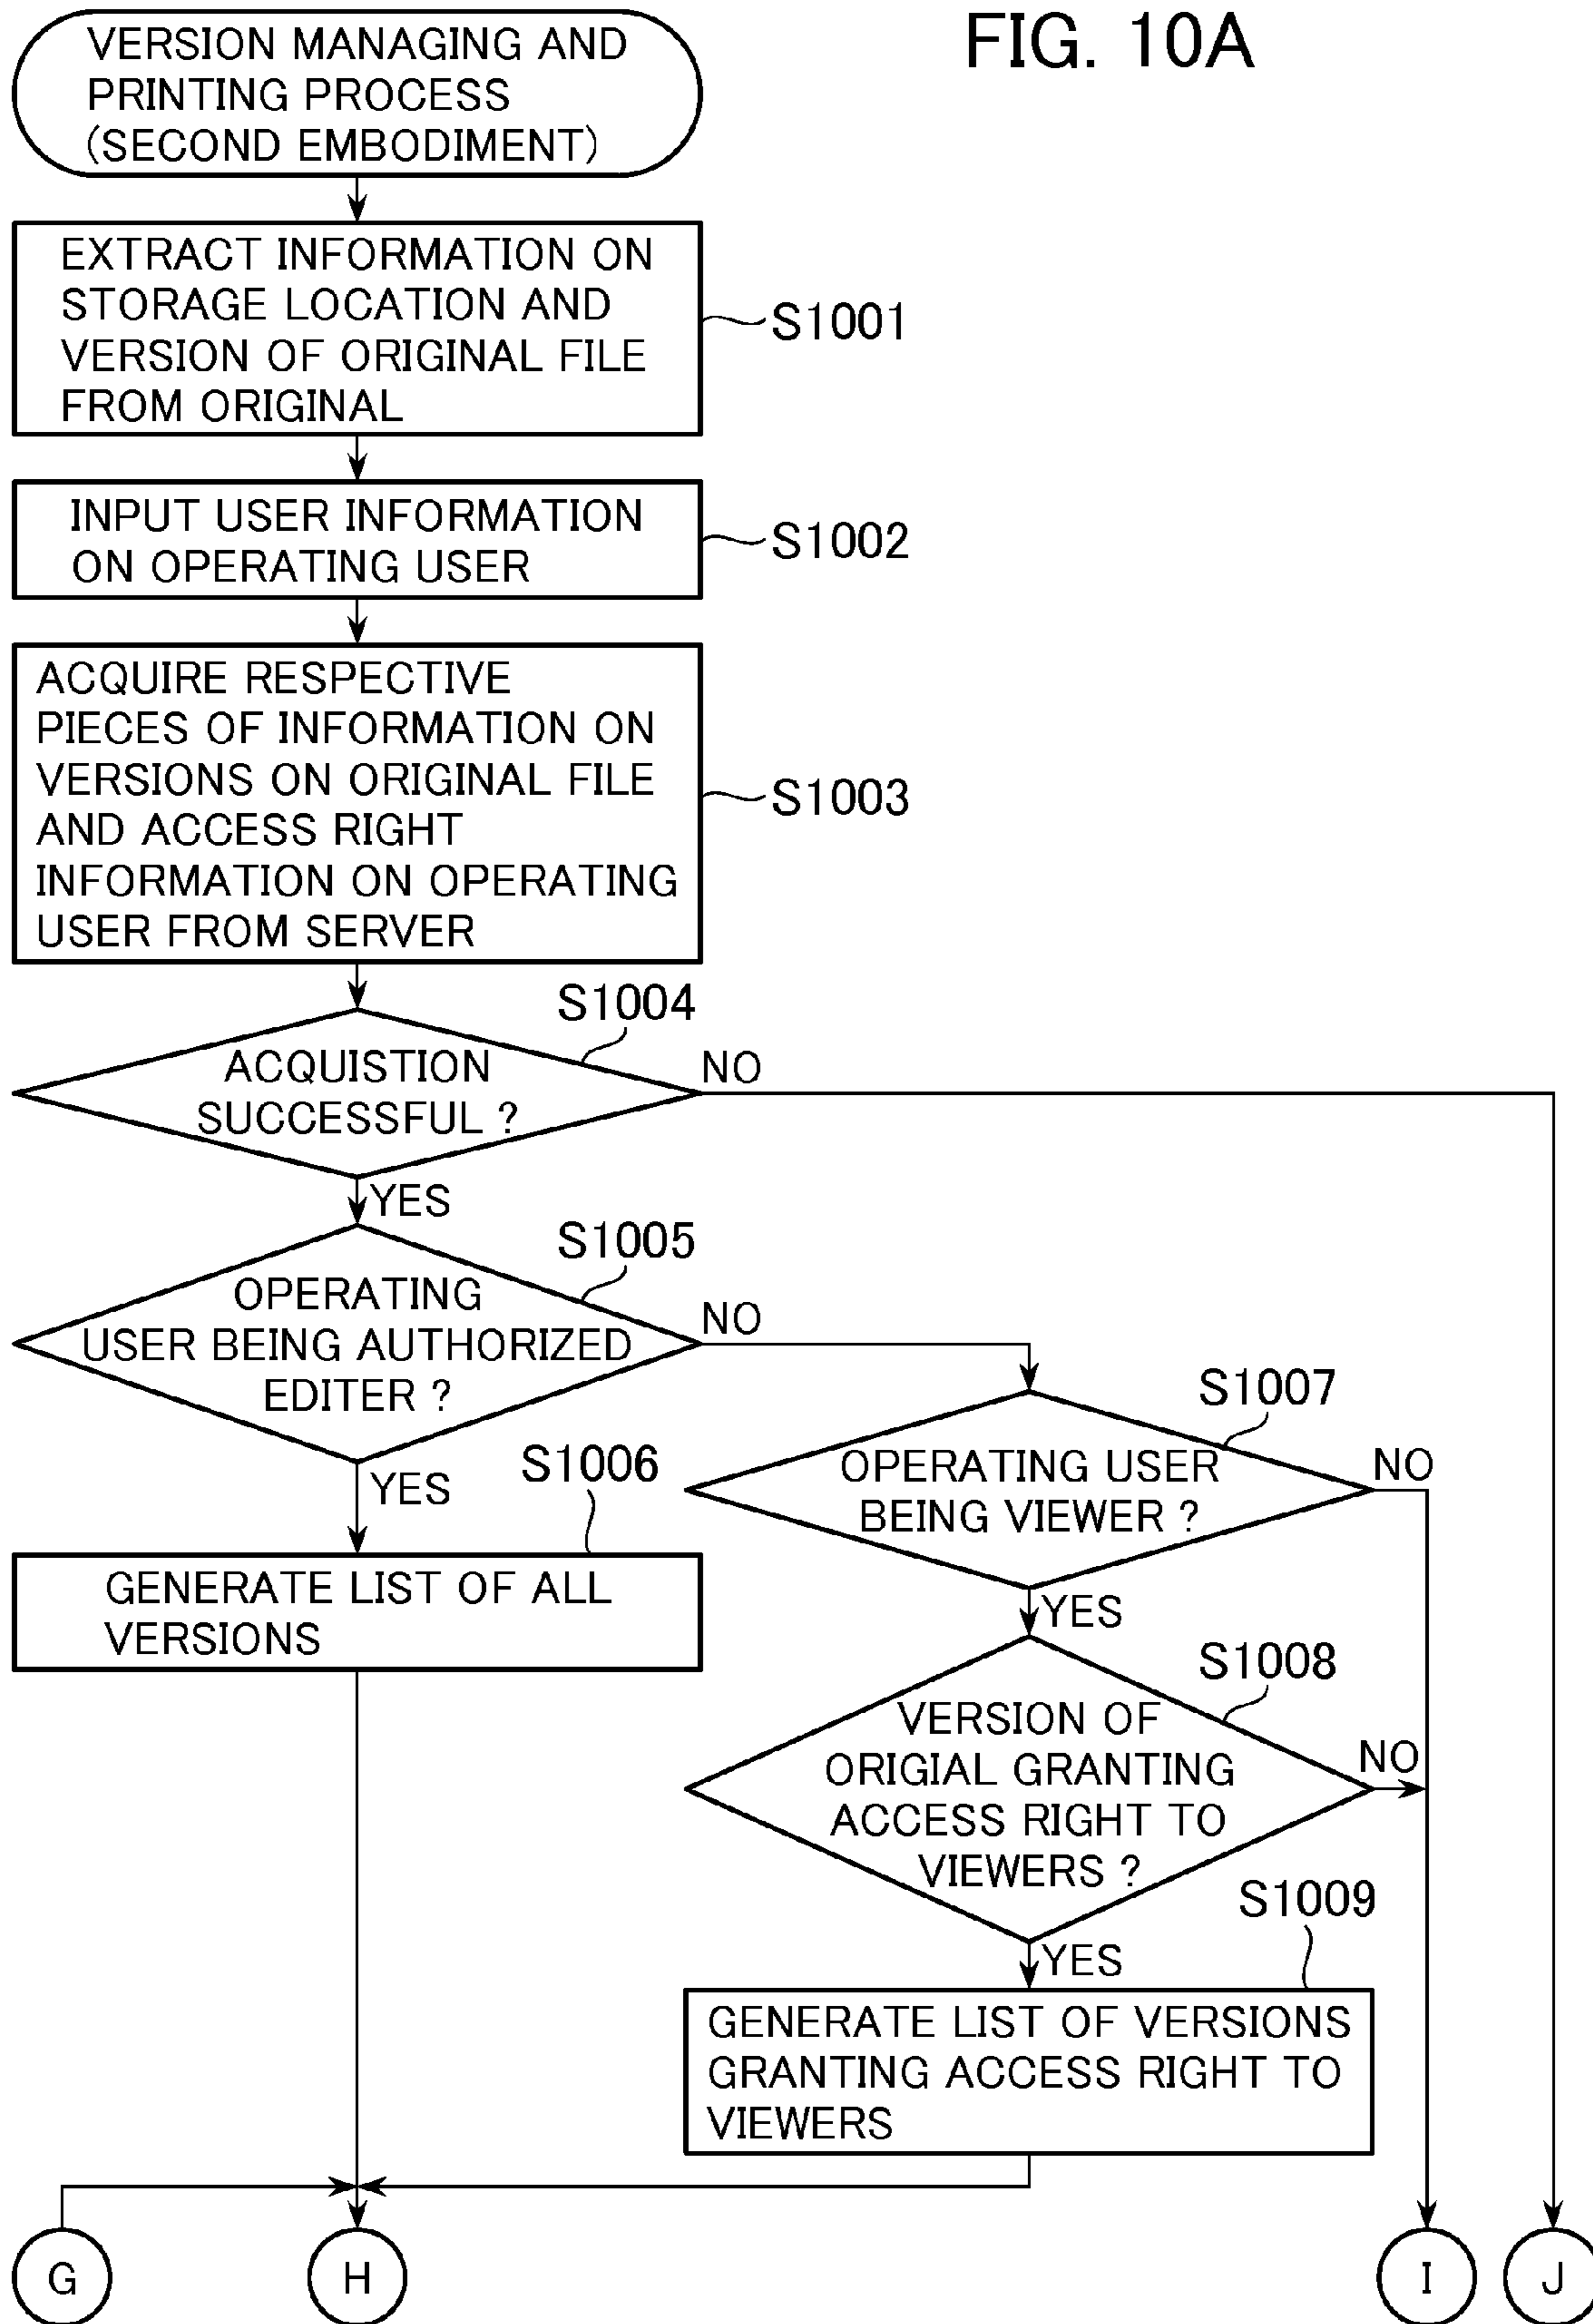 FIG. 10A
VERSION MANAGING AND
PRINTING PROCESS
(SECOND EMBODIMENT)
EXTRACT INFORMATION ON
STORAGE LOCATION AND
VERSION OF ORIGINAL FILE
FROM ORIGINAL
S1001
INPUT USER INFORMATION
ON OPERATING USER
S1002
ACQUIRE RESPECTIVE
PIECES OF INFORMATION ON
VERSIONS ON ORIGINAL FILE
AND ACCESS RIGHT
INFORMATION ON OPERATING
USER FROM SERVER
S1003
S1004
ACQUISTION
SUCCESSFUL ?
NO
YES
S1005
OPERATING
USER BEING AUTHORIZED
EDITER ?
NO
YES
S1006
GENERATE LIST OF ALL
VERSIONS
S1007
OPERATING USER
BEING VIEWER ?
NO
YES
S1008
VERSION OF
ORIGIAL GRANTING
ACCESS RIGHT TO
VIEWERS ?
NO
YES
S1009
GENERATE LIST OF VERSIONS
GRANTING ACCESS RIGHT TO
VIEWERS
G
H
I
J